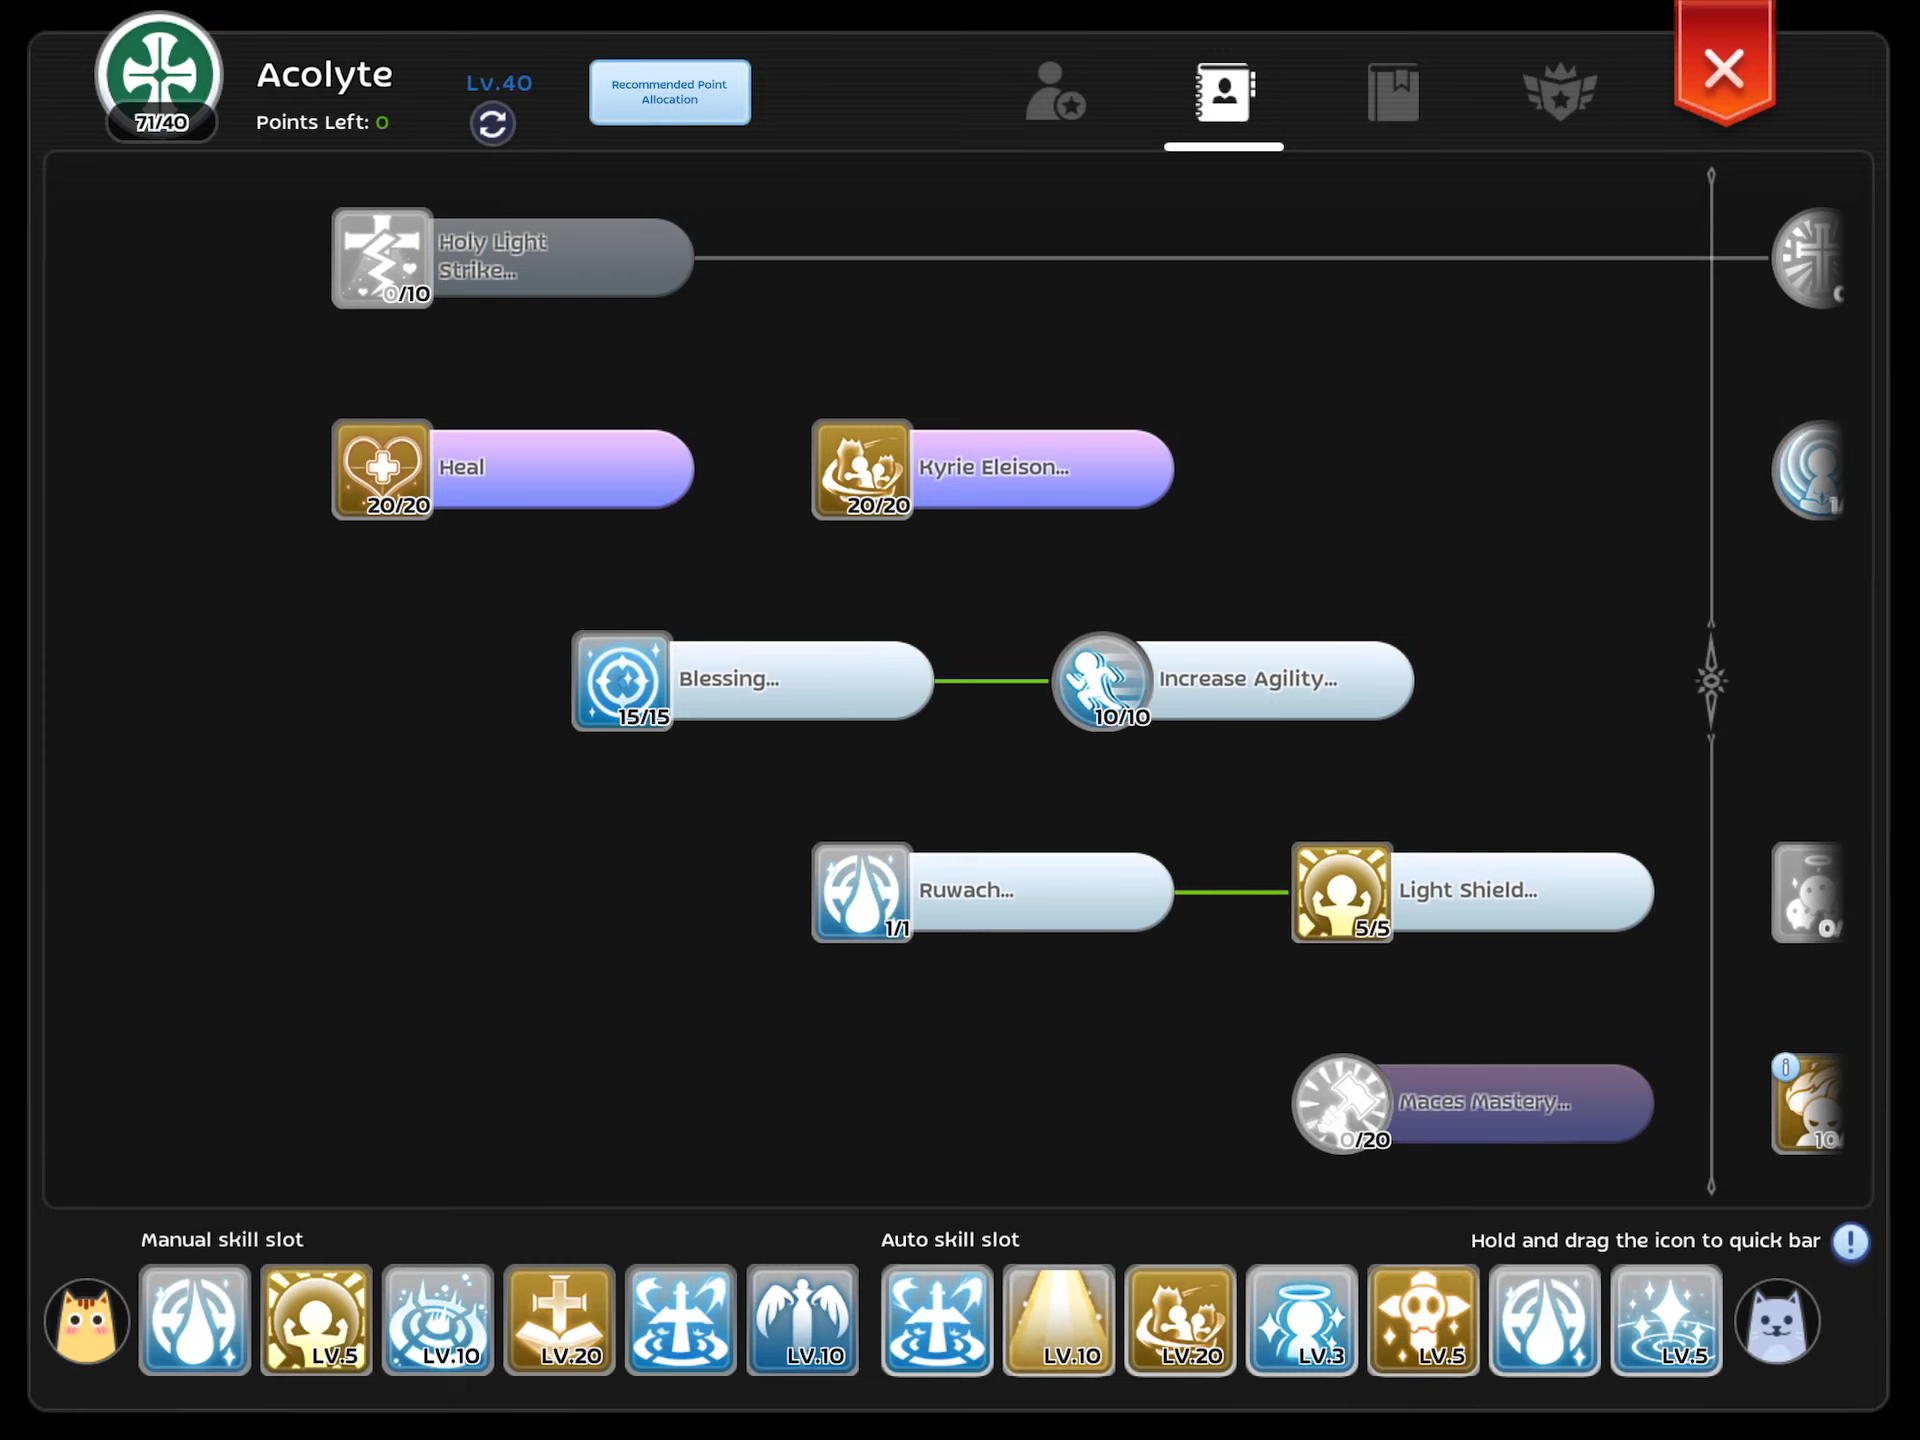 Acolyte
Lv.40
Recommended Point
Allocation
71/40
Points Left: 0
Holy Light
Strike...
0/10
Heal
20/20
Kyrie Eleison...
20/20
Blessing...
15/15
Increase Agility...
10/10
Ruwach...
1/1
Light Shield...
5/5
0/
Maces Mastery...
0/20
10
Manual skill slot
Auto skill slot
Hold and drag the icon to quick bar
LV.5
LV.10
LV.20
LV.10
LV.10
LV.20
LV.3
LV.5
LV.5